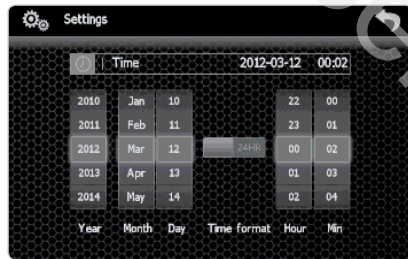 Settings
Time 2012-03-12 00:02
2010 Jan 10 22 00
2011 Feb 11 23 01
2012 Mar 12 24HR 00 02
2013 Apr 13 01 03
2014 May 14 02 04
Year Month Day Time format Hour Min